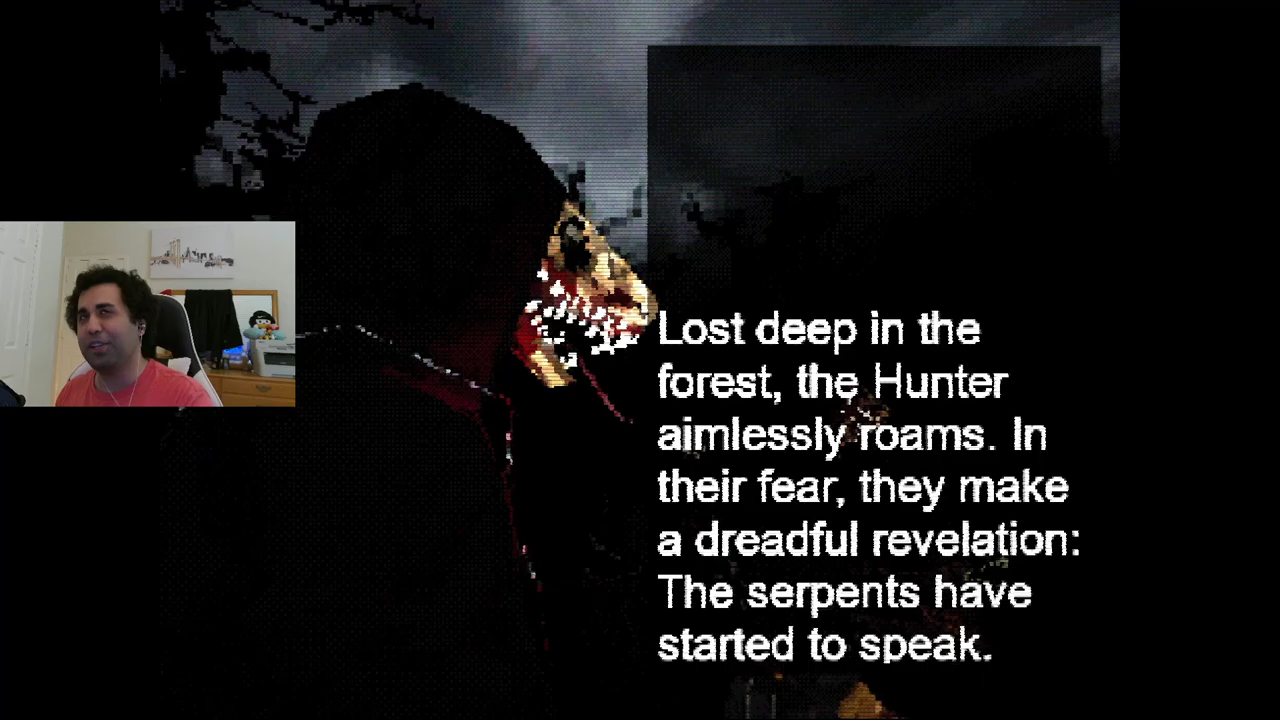 Lost deep in the
forest, the Hunter
aimlessly roams. In
their fear, they make
a dreadful revelation:
The serpents have
started to speak.